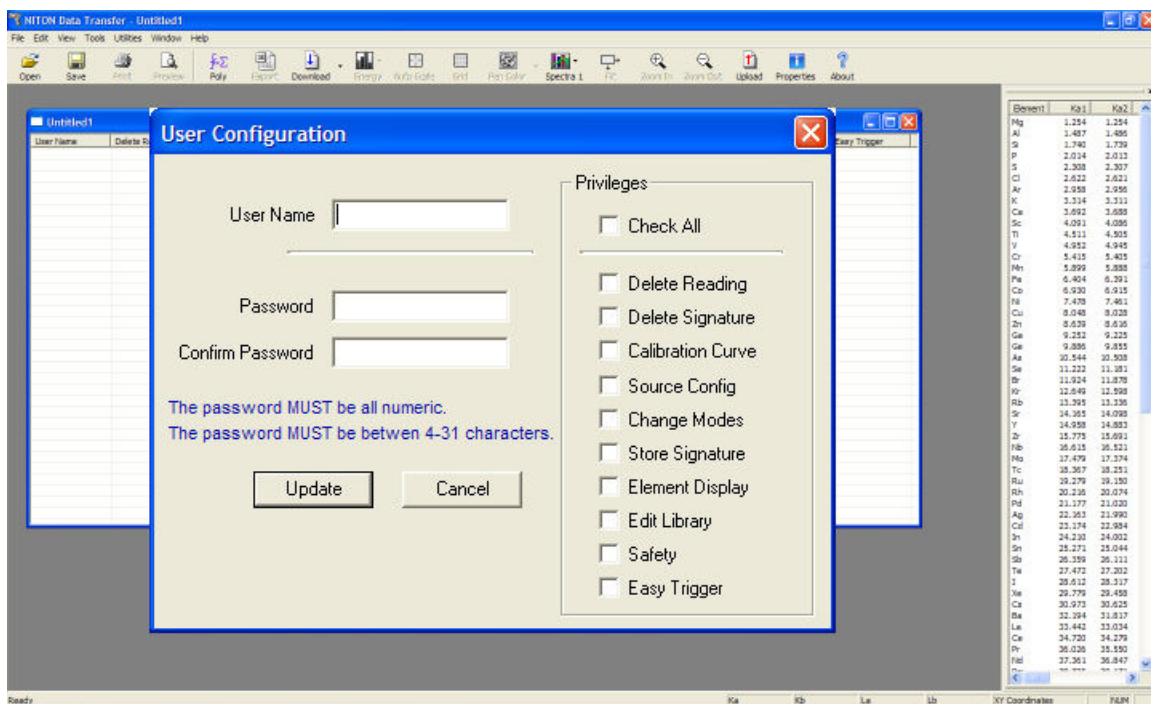 NITON Data Transfer - Untitled1
File Edit View Tools Utilities Window Help
Open Save Print Preview Poly Export Download Energy Auto Scale Grid Pen Color Spectra 1 Fit Zoom In Zoom Out Upload Properties About
Untitled1
User Name Delete Re Easy Trigger
User Configuration
User Name
Password
Confirm Password
The password MUST be all numeric.
The password MUST be betwen 4-31 characters.
Update Cancel
Privileges
Check All
Delete Reading
Delete Signature
Calibration Curve
Source Config
Change Modes
Store Signature
Element Display
Edit Library
Safety
Easy Trigger
Element Ka1 Ka2
Mg 1.254 1.254
Al 1.487 1.486
Si 1.740 1.739
P 2.014 2.013
S 2.308 2.307
Cl 2.622 2.621
Ar 2.958 2.956
K 3.314 3.311
Ca 3.692 3.688
Sc 4.091 4.086
Ti 4.511 4.505
V 4.952 4.945
Cr 5.415 5.405
Mn 5.899 5.888
Fe 6.404 6.391
Co 6.930 6.915
Ni 7.478 7.461
Cu 8.048 8.028
Zn 8.639 8.616
Ga 9.252 9.225
Ge 9.886 9.855
As 10.544 10.508
Se 11.222 11.181
Br 11.924 11.878
Kr 12.649 12.598
Rb 13.395 13.336
Sr 14.165 14.098
Y 14.958 14.883
Zr 15.775 15.691
Nb 16.615 16.521
Mo 17.479 17.374
Tc 18.367 18.251
Ru 19.279 19.150
Rh 20.216 20.074
Pd 21.177 21.020
Ag 22.163 21.990
Cd 23.174 22.984
In 24.210 24.002
Sn 25.271 25.044
Sb 26.359 26.111
Te 27.472 27.202
I 28.612 28.317
Xe 29.779 29.458
Cs 30.973 30.625
Ba 32.194 31.817
La 33.442 33.034
Ce 34.720 34.279
Pr 36.026 35.550
Nd 37.361 36.847
Ready Ka Kb La Lb XY Coordinates NUM